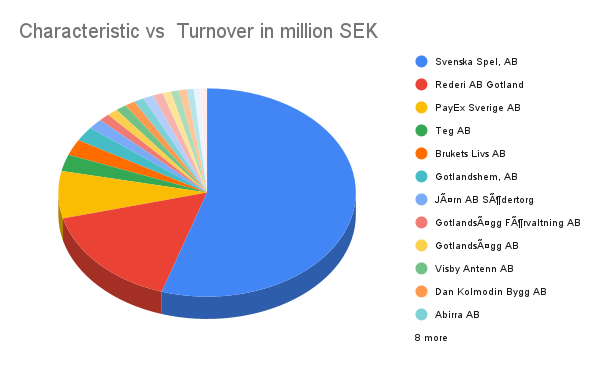 Characteristic vs  Turnover in million SEK
Svenska Spel, AB
Rederi AB Gotland
PayEx Sverige AB
Teg AB
Brukets Livs AB
Gotlandshem, AB
JÃ¤rn AB SÃ¶dertorg
GotlandsÃ¤gg FÃ¶rvaltning AB
GotlandsÃ¤gg AB
Visby Antenn AB
Dan Kolmodin Bygg AB
Abirra AB
8 more